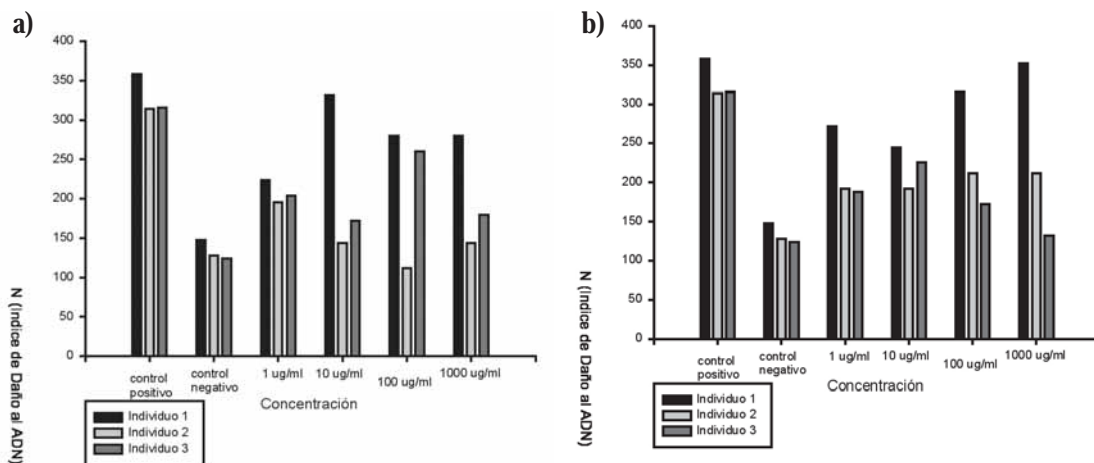 a)
400
350
300
250
200
150
100
50
0
N (Indice de Daño al ADN)
control
positivo
control
negativo
1 ug/ml
10 ug/ml
100 ug/ml
1000 ug/ml
Concentración
Individuo 1
Individuo 2
Individuo 3
b)
400
350
300
250
200
150
100
50
0
N (Indice de Daño al ADN)
control
positivo
control
negativo
1 ug/ml
10 ug/ml
100 ug/ml
1000 ug/ml
Concentración
Individuo 1
Individuo 2
Individuo 3